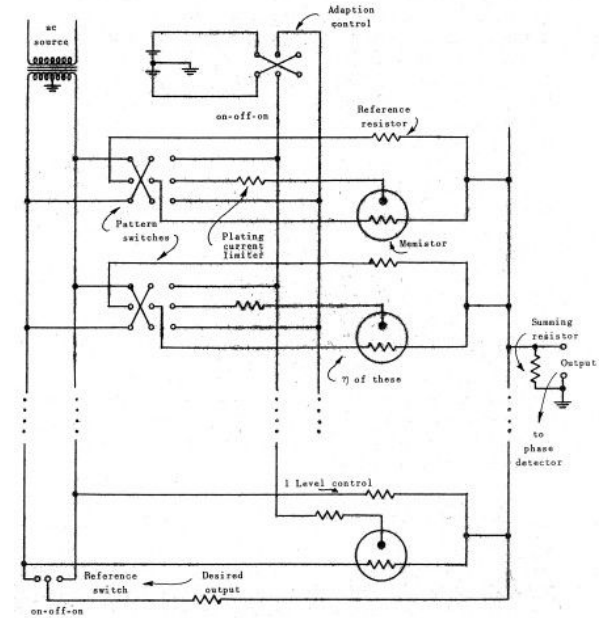 ac
source
Adaption
control
on-off-on
Reference
resistor
Pattern
switches
Plating
current
limiter
Memistor
η of these
Summing
resistor
Output
to
phase
detector
1 Level control
Reference
switch
Desired
output
on-off-on